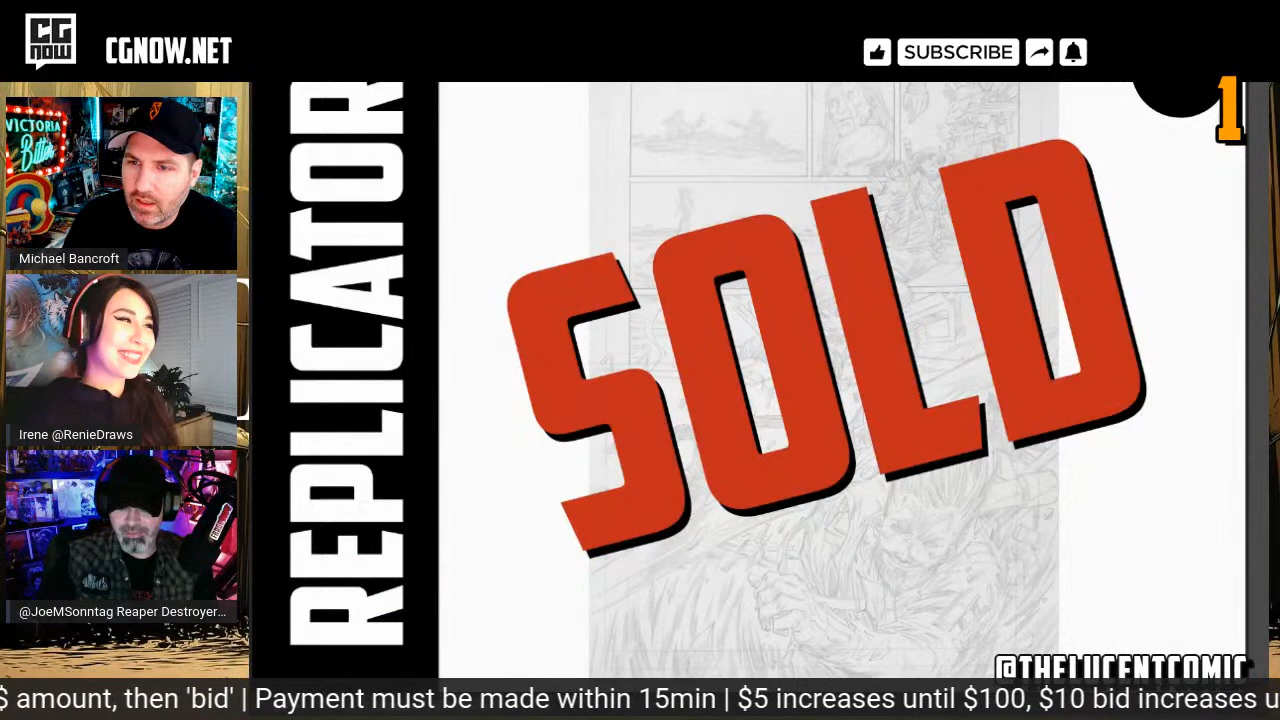 CG
NOW
CGNOW.NET
SUBSCRIBE
1
VICTORIA
Bitter
Michael Bancroft
Irene @RenieDraws
@JoeMSonntag Reaper Destroyer...
REPLICATOR
SOLD
@THELUCENTCOMIC
$ amount, then 'bid' | Payment must be made within 15min | $5 increases until $100, $10 bid increases u